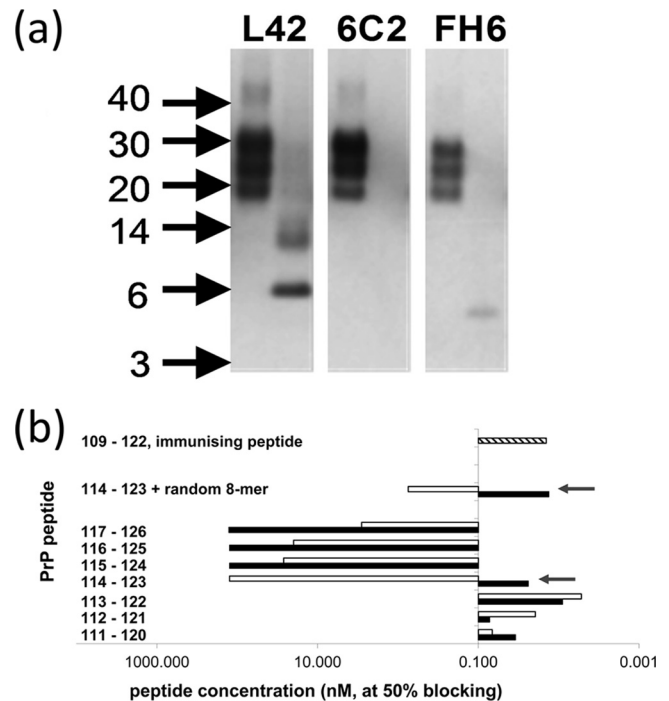 (a)
L42 6C2 FH6
40
30
20
14
6
3
(b)
109 - 122, immunising peptide
114 - 123 + random 8-mer
117 - 126
116 - 125
115 - 124
114 - 123
113 - 122
112 - 121
111 - 120
PrP peptide
1000.000 10.000 0.100 0.001
peptide concentration (nM, at 50% blocking)